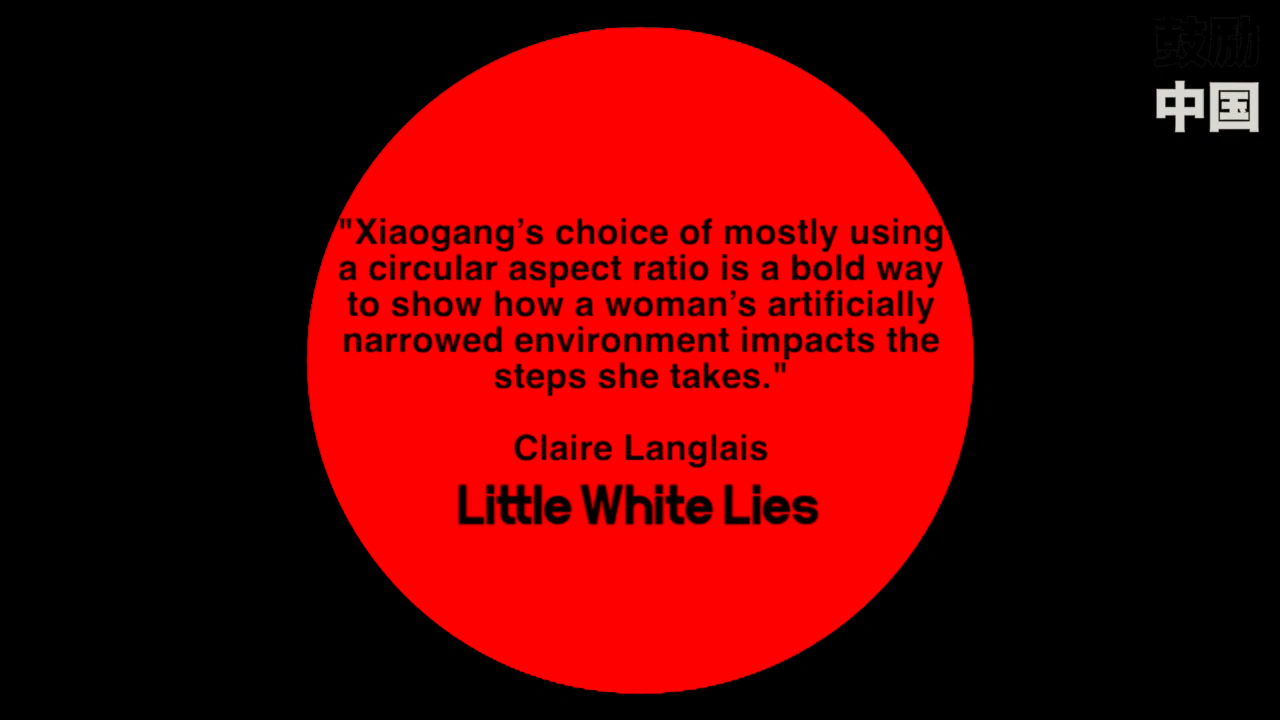 鼓励
中国
"Xiaogang’s choice of mostly using
a circular aspect ratio is a bold way
to show how a woman’s artificially
narrowed environment impacts the
steps she takes."
Claire Langlais
Little White Lies